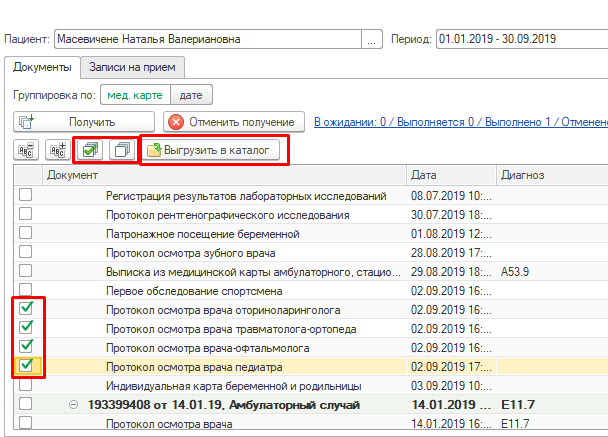 Пациент: Масевичене Наталья Валериановна ... Период: 01.01.2019 - 30.09.2019
Документы Записи на прием
Группировка по: мед. карте дате
Получить Отменить получение В ожидании: 0 / Выполняется 0 / Выполнено 1 / Отменено
АБВ АБВ Выгрузить в каталог
Документ Дата Диагноз
Регистрация результатов лабораторных исследований 08.07.2019 10:...
Протокол рентгенографического исследования 30.07.2019 18:...
Патронажное посещение беременной 01.08.2019 12:...
Протокол осмотра зубного врача 28.08.2019 17:...
Выписка из медицинской карты амбулаторного, стацио... 29.08.2019 18:... A53.9
Первое обследование спортсмена 02.09.2019 16:...
Протокол осмотра врача оториноларинголога 02.09.2019 16:...
Протокол осмотра врача травматолога-ортопеда 02.09.2019 16:...
Протокол осмотра врача-офтальмолога 02.09.2019 16:...
Протокол осмотра врача педиатра 02.09.2019 17:...
Индивидуальная карта беременной и родильницы 03.09.2019 10:...
193399408 от 14.01.19, Амбулаторный случай 14.01.2019 ... E11.7
Протокол осмотра врача 14.01.2019 16:... E11.7